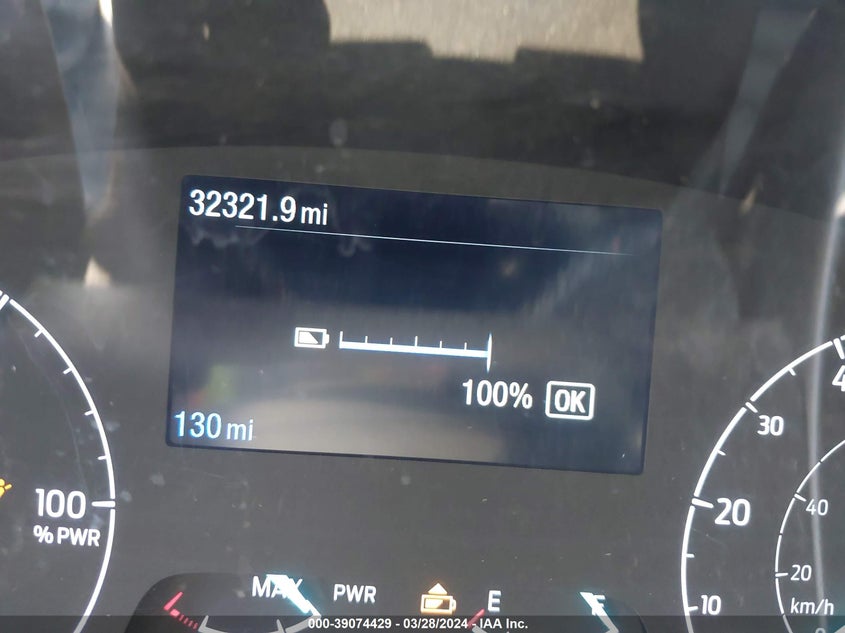 32321.9 mi
100% OK
130 mi
100
% PWR
30
20
10
40
20
km/h
MAX PWR
E F
000-39074429 - 03/28/2024 - IAA Inc.